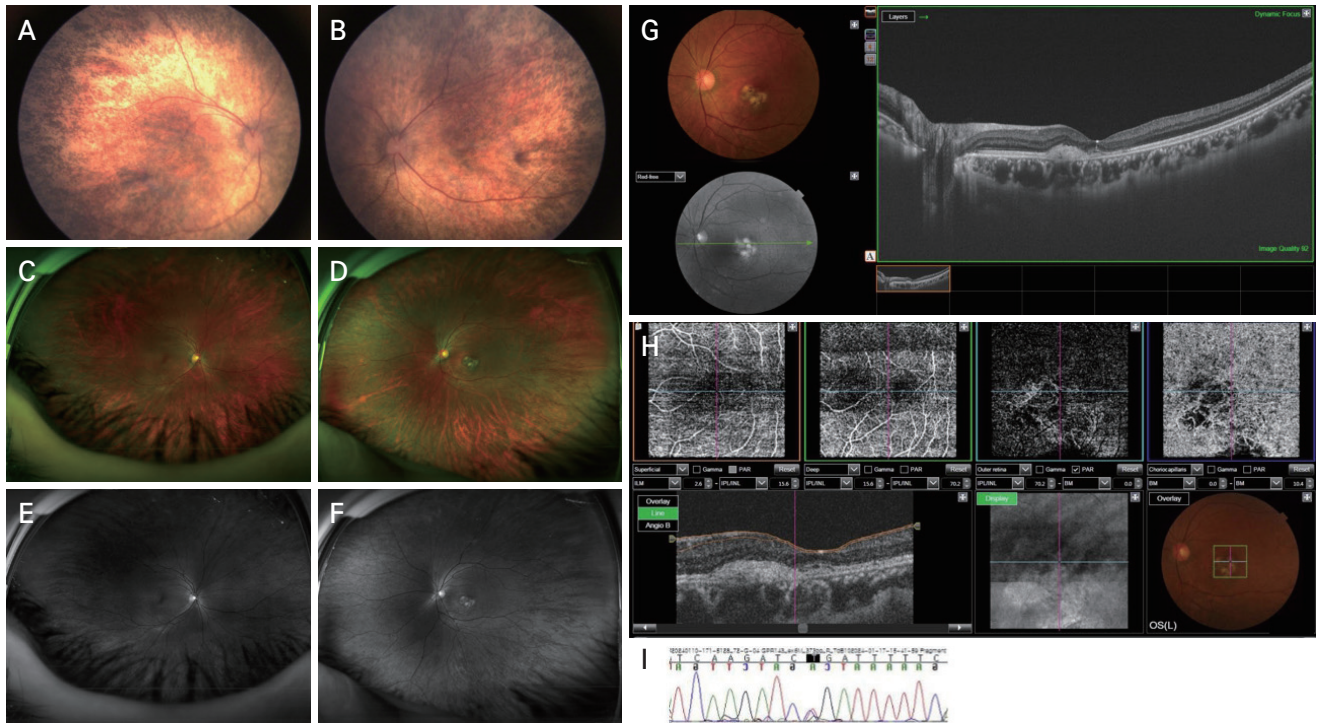 A
B
C
D
E
F
G
Layers
Dynamic Focus
Red-free
Image Quality 92
A
H
Superficial Gamma PAR Reset
ILM 2.6 - IPL/INL 15.6
Deep Gamma PAR Reset
IPL/INL 15.6 - IPL/INL 70.2
Outer retina Gamma PAR Reset
IPL/INL 70.2 - BM 0.0
Choriocapillaris Gamma PAR Reset
BM 0.0 - BM 10.4
Overlay
Line
Angio B
Display
Overlay
OS(L)
I
T C A A G A T C G A T T T T T C